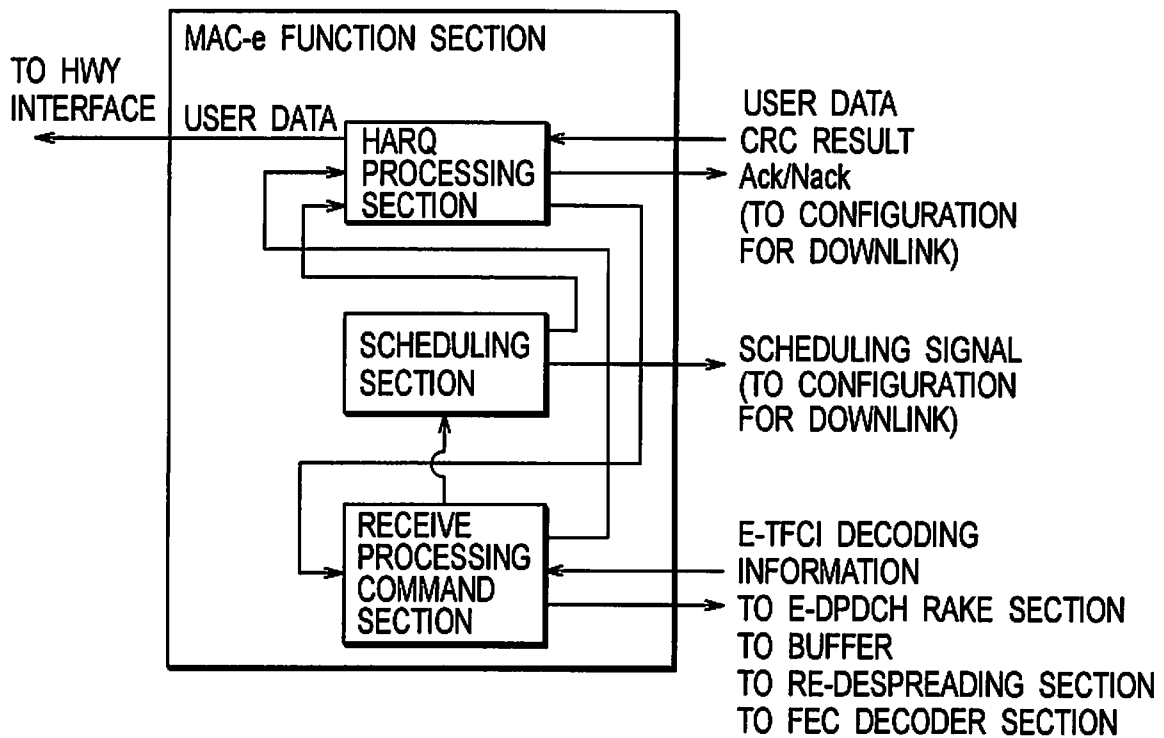 MAC-e FUNCTION SECTION
TO HWY
INTERFACE
USER DATA
HARQ
PROCESSING
SECTION
USER DATA
CRC RESULT
Ack/Nack
(TO CONFIGURATION
FOR DOWNLINK)
SCHEDULING
SECTION
SCHEDULING SIGNAL
(TO CONFIGURATION
FOR DOWNLINK)
RECEIVE
PROCESSING
COMMAND
SECTION
E-TFCI DECODING
INFORMATION
TO E-DPDCH RAKE SECTION
TO BUFFER
TO RE-DESPREADING SECTION
TO FEC DECODER SECTION